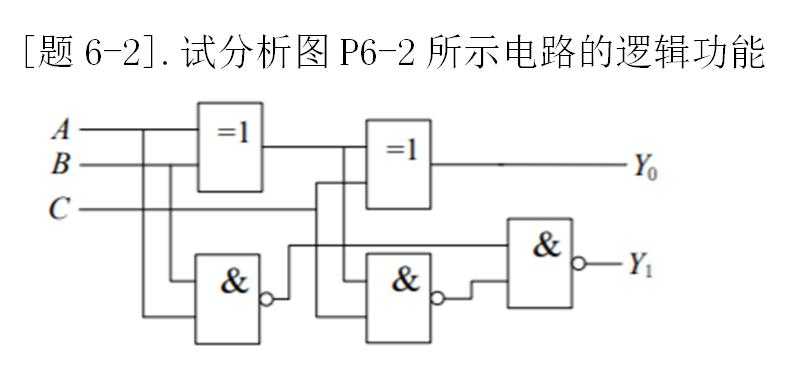 [题 6-2]. 试分析图 P6-2 所示电路的逻辑功能
A
=1
=1
B
Y₀
C
&
Y₁
&
&